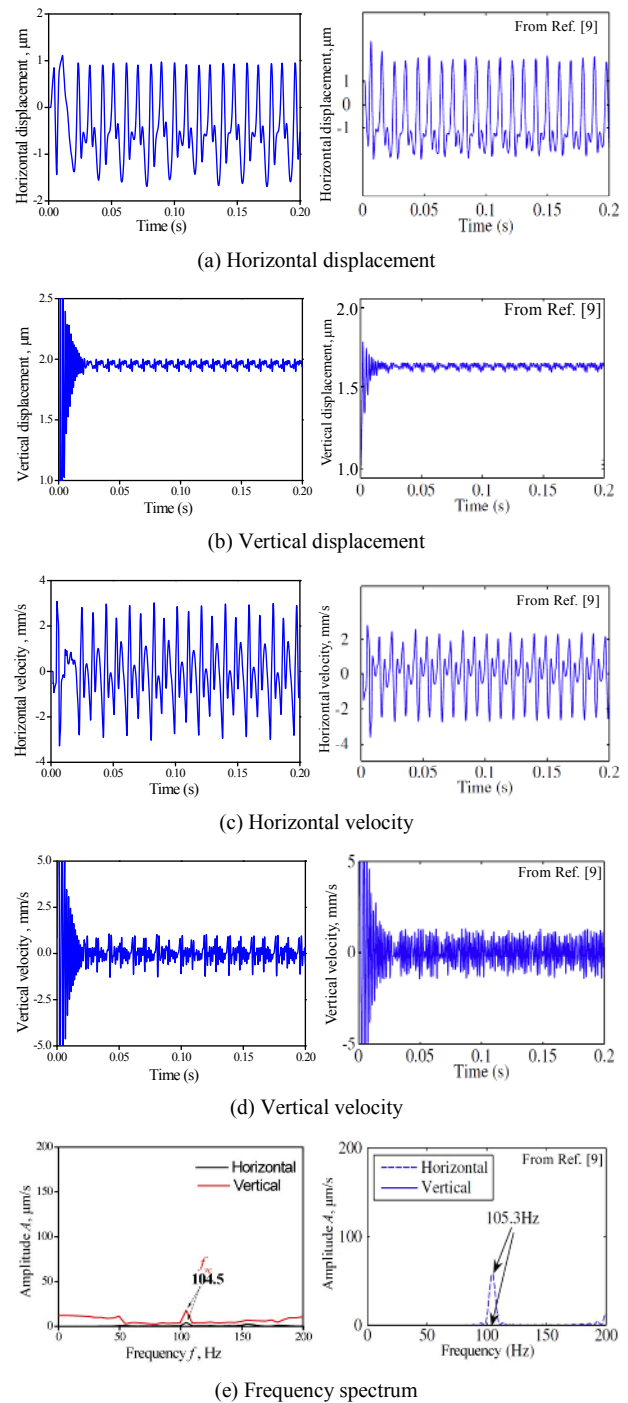 Horizontal displacement , μm
2
1
0
-1
-2
0.00 0.05 0.10 0.15 0.20
Time (s)
From Ref. [9]
Horizontal displacement,μm
1
0
-1
0 0.05 0.1 0.15 0.2
Time (s)
(a) Horizontal displacement
Vertical displacement, μm
2.5
2.0
1.5
1.0
0.00 0.05 0.10 0.15 0.20
Time (s)
From Ref. [9]
Vertical displacement,μm
2.0
1.5
1.0
0 0.05 0.1 0.15 0.2
Time (s)
(b) Vertical displacement
Horizontal velocity , mm/s
4
2
0
-2
-4
0.00 0.05 0.10 0.15 0.20
Time (s)
From Ref. [9]
Horizontal velocity, mm/s
2
0
-2
-4
0 0.05 0.1 0.15 0.2
Time (s)
(c) Horizontal velocity
Vertical velocity , mm/s
5.0
2.5
0.0
-2.5
-5.0
0.00 0.05 0.10 0.15 0.20
Time (s)
From Ref. [9]
Vertical velocity, mm/s
5
0
-5
0 0.05 0.1 0.15 0.2
Time (s)
(d) Vertical velocity
Amplitude A, μm/s
200
150
100
50
0
Horizontal
Vertical
104.5
0 50 100 150 200
Frequency f, Hz
From Ref. [9]
Amplitude A, μm/s
200
100
0
Horizontal
Vertical
105.3Hz
0 50 100 150 200
Frequency (Hz)
(e) Frequency spectrum